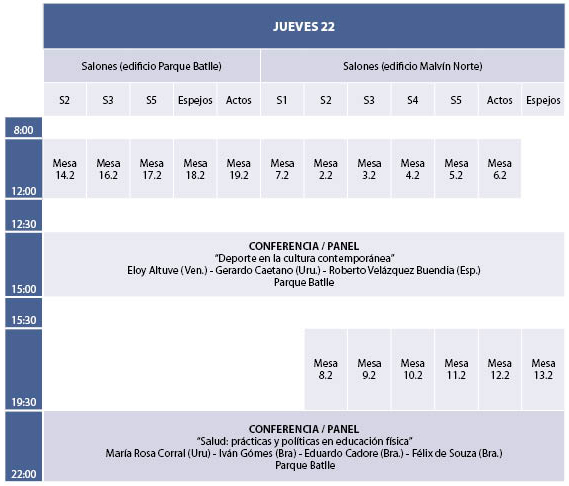 JUEVES 22
Salones (edificio Parque Batlle) Salones (edificio Malvín Norte)
S2 S3 S5 Espejos Actos S1 S2 S3 S4 S5 Actos Espejos
8:00
Mesa Mesa Mesa Mesa Mesa Mesa Mesa Mesa Mesa Mesa Mesa
14.2 16.2 17.2 18.2 19.2 7.2 2.2 3.2 4.2 5.2 6.2
12:00
12:30
CONFERENCIA / PANEL
“Deporte en la cultura contemporánea”
Eloy Altuve (Ven.) - Gerardo Caetano (Uru.) - Roberto Velázquez Buendia (Esp.)
Parque Batlle
15:00
15:30
Mesa Mesa Mesa Mesa Mesa Mesa
8.2 9.2 10.2 11.2 12.2 13.2
19:30
CONFERENCIA / PANEL
“Salud: prácticas y políticas en educación física”
María Rosa Corral (Uru) - Iván Gómes (Bra) - Eduardo Cadore (Bra.) - Félix de Souza (Bra.)
Parque Batlle
22:00